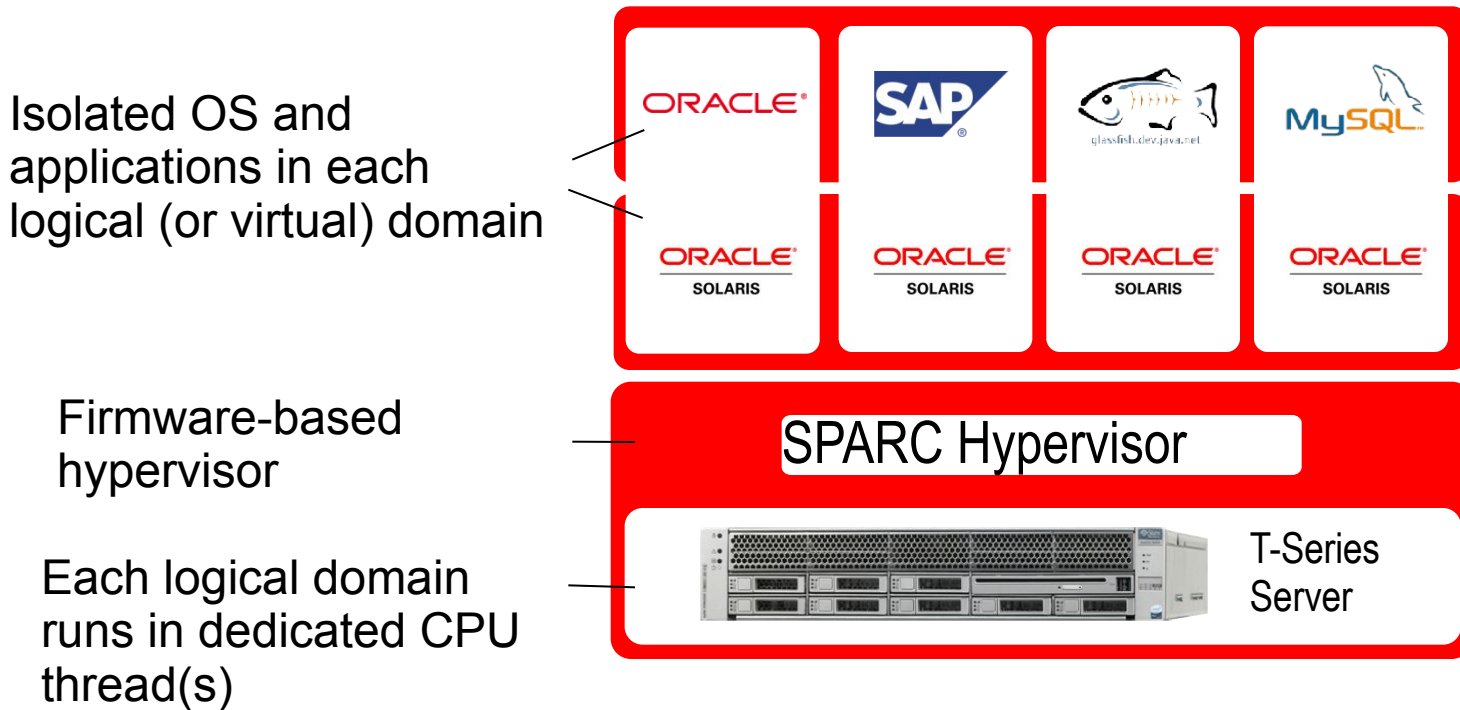 Isolated OS and
applications in each
logical (or virtual) domain
ORACLE®
SAP®
glassfish.dev.java.net
MySQL
ORACLE®
SOLARIS
ORACLE®
SOLARIS
ORACLE®
SOLARIS
ORACLE®
SOLARIS
Firmware-based
hypervisor
SPARC Hypervisor
Each logical domain
runs in dedicated CPU
thread(s)
T-Series
Server